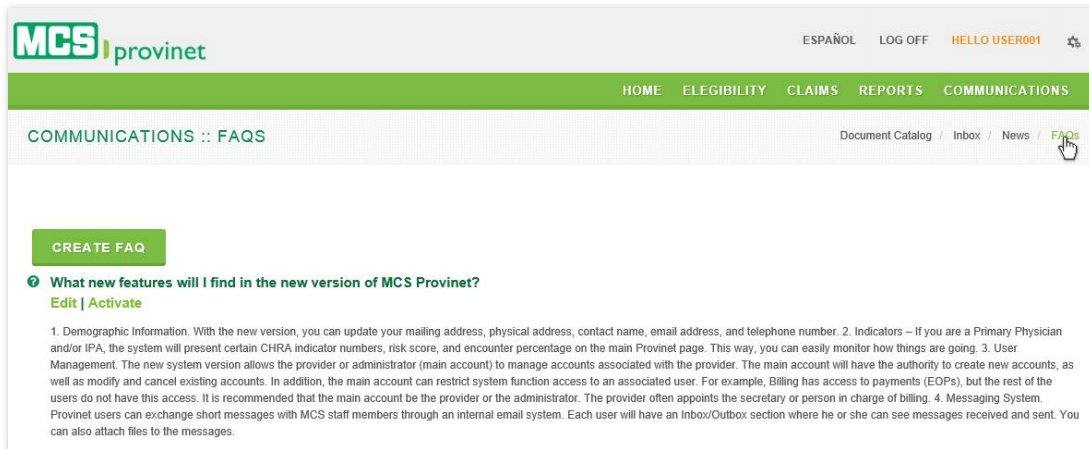 MCS provinet
ESPAÑOL LOG OFF HELLO USER001
HOME ELEGIBILITY CLAIMS REPORTS COMMUNICATIONS
COMMUNICATIONS :: FAQS
Document Catalog / Inbox / News / FAQs
CREATE FAQ
What new features will I find in the new version of MCS Provinet?
Edit | Activate
1. Demographic Information. With the new version, you can update your mailing address, physical address, contact name, email address, and telephone number. 2. Indicators – If you are a Primary Physician
and/or IPA, the system will present certain CHRA indicator numbers, risk score, and encounter percentage on the main Provinet page. This way, you can easily monitor how things are going. 3. User
Management. The new system version allows the provider or administrator (main account) to manage accounts associated with the provider. The main account will have the authority to create new accounts, as
well as modify and cancel existing accounts. In addition, the main account can restrict system function access to an associated user. For example, Billing has access to payments (EOPs), but the rest of the
users do not have this access. It is recommended that the main account be the provider or the administrator. The provider often appoints the secretary or person in charge of billing. 4. Messaging System.
Provinet users can exchange short messages with MCS staff members through an internal email system. Each user will have an Inbox/Outbox section where he or she can see messages received and sent. You
can also attach files to the messages.